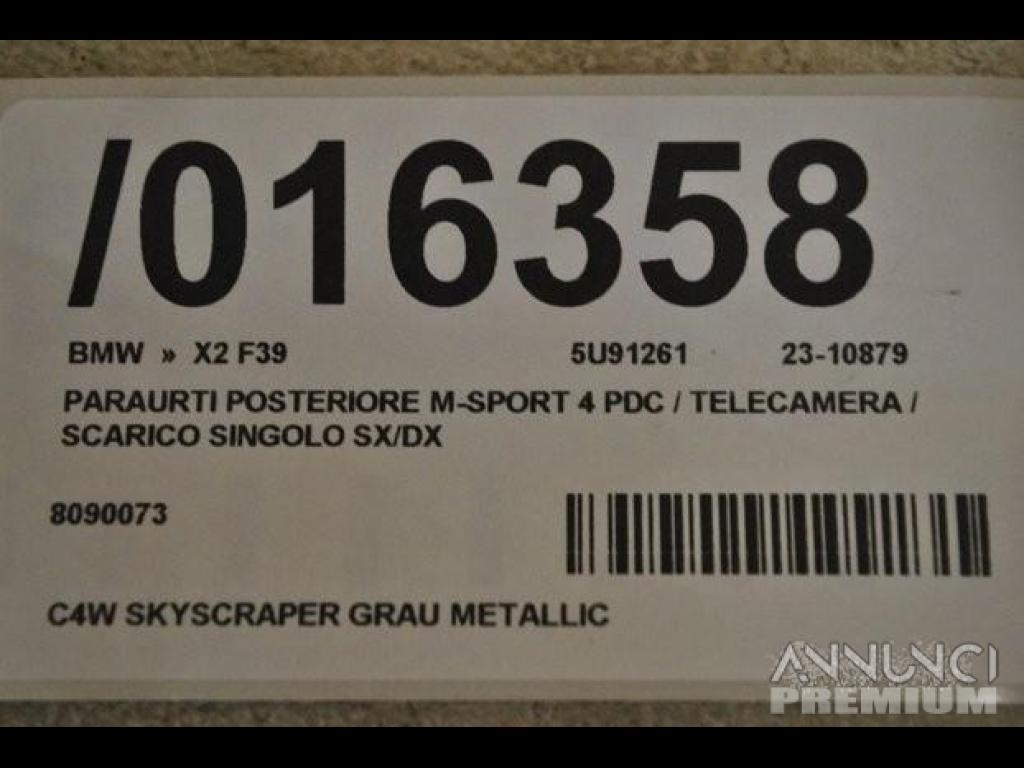 /016358
BMW » X2 F39 5U91261 23-10879
PARAURTI POSTERIORE M-SPORT 4 PDC / TELECAMERA /
SCARICO SINGOLO SX/DX
8090073
C4W SKYSCRAPER GRAU METALLIC
ANNUNCI
PREMIUM